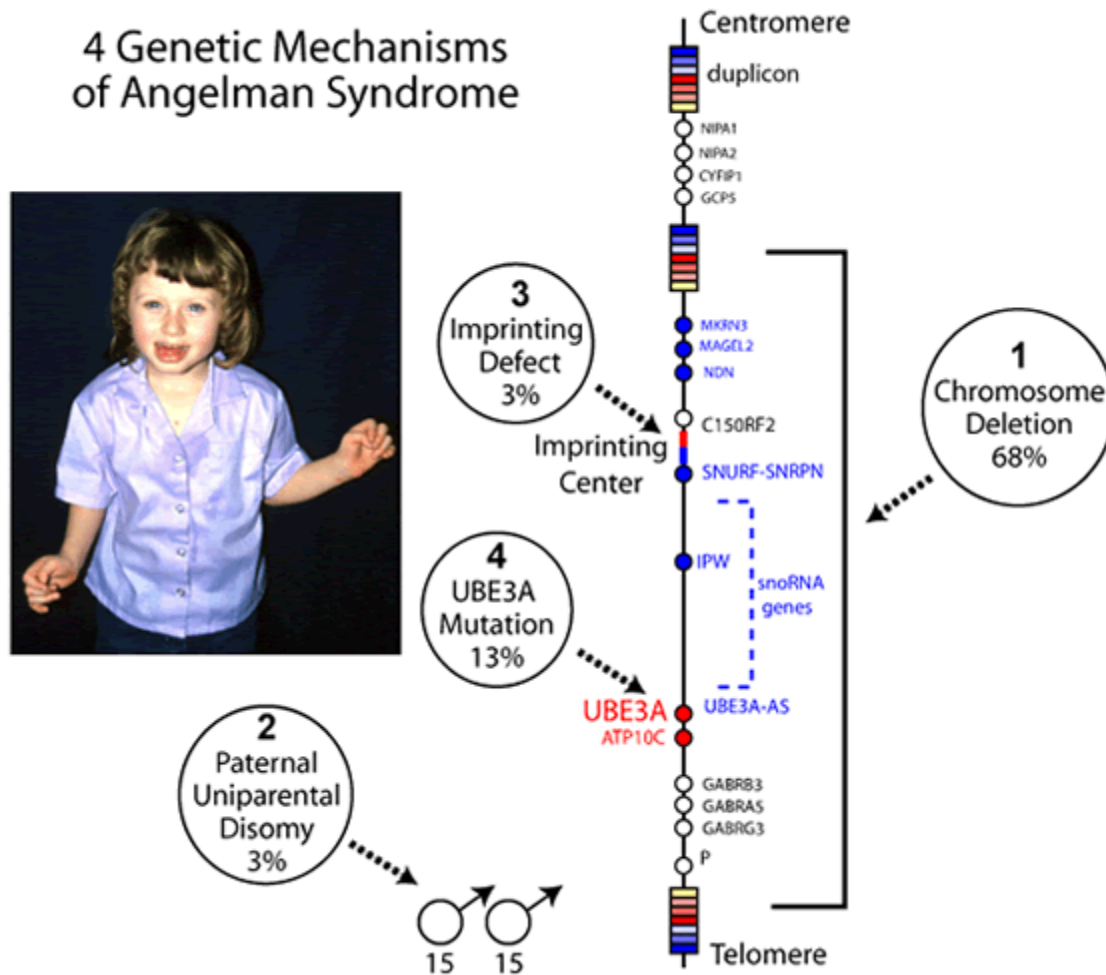 4 Genetic Mechanisms
of Angelman Syndrome
Centromere
duplicon
NIPA1
NIPA2
CYFIP1
GCP5
3
Imprinting
Defect
3%
MKRN3
MAGEL2
NDN
C15ORF2
Imprinting
Center
SNURF-SNRPN
1
Chromosome
Deletion
68%
4
UBE3A
Mutation
13%
IPW
snoRNA
genes
UBE3A
UBE3A-AS
ATP10C
2
Paternal
Uniparental
Disomy
3%
GABRB3
GABRA5
GABRG3
P
15
15
Telomere